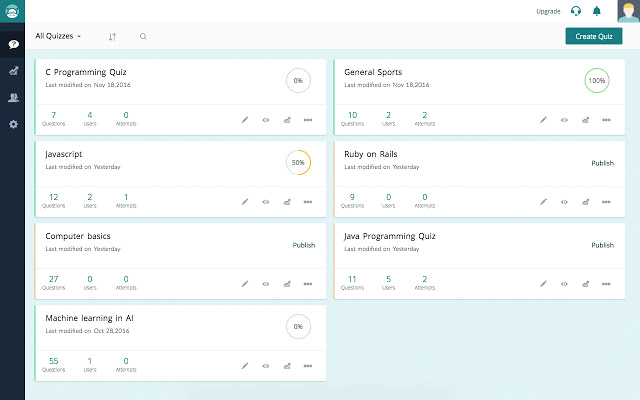 Upgrade
All Quizzes
Create Quiz
C Programming Quiz
Last modified on Nov 18,2016
0%
7 4 0
Questions Users Attempts
General Sports
Last modified on Nov 18,2016
100%
10 2 2
Questions Users Attempts
Javascript
Last modified on Yesterday
50%
12 2 1
Questions Users Attempts
Ruby on Rails
Last modified on Yesterday
Publish
9 0 0
Questions Users Attempts
Computer basics
Last modified on Yesterday
Publish
27 0 0
Questions Users Attempts
Java Programming Quiz
Last modified on Yesterday
Publish
11 5 2
Questions Users Attempts
Machine learning in AI
Last modified on Oct 28,2016
0%
55 1 0
Questions Users Attempts